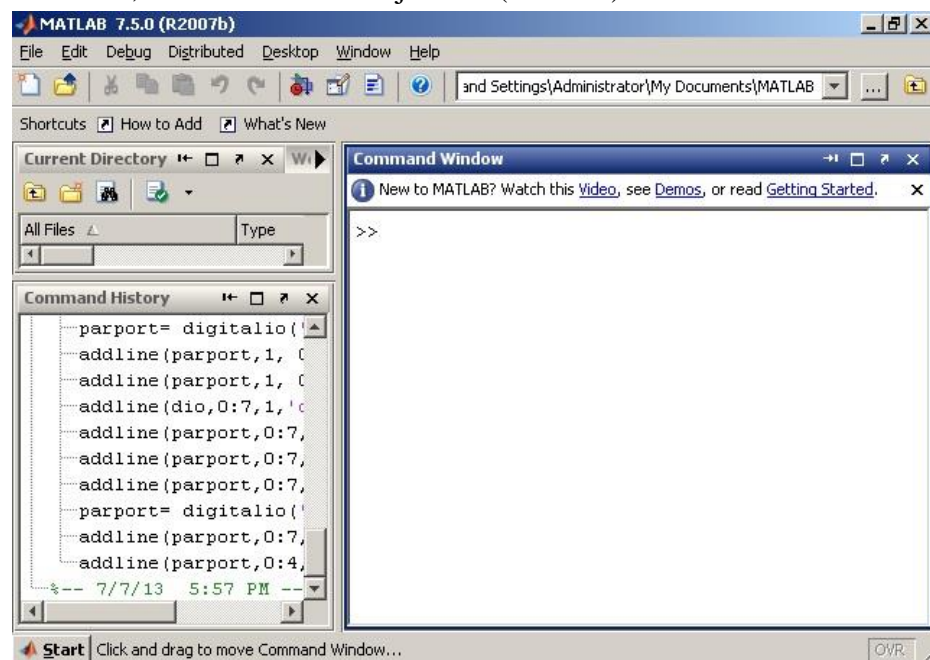 MATLAB 7.5.0 (R2007b)
File Edit Debug Distributed Desktop Window Help
and Settings\Administrator\My Documents\MATLAB ...
Shortcuts How to Add What's New
Current Directory
All Files Type
Command History
parport= digitalio('
addline(parport,1,
addline(parport,1,
addline(dio,0:7,1,'
addline(parport,0:7,
addline(parport,0:7,
addline(parport,0:7,
parport= digitalio('
addline(parport,0:7,
addline(parport,0:4,
%-- 7/7/13 5:57 PM --
Command Window
New to MATLAB? Watch this Video, see Demos, or read Getting Started.
>>
Start Click and drag to move Command Window...
OVR